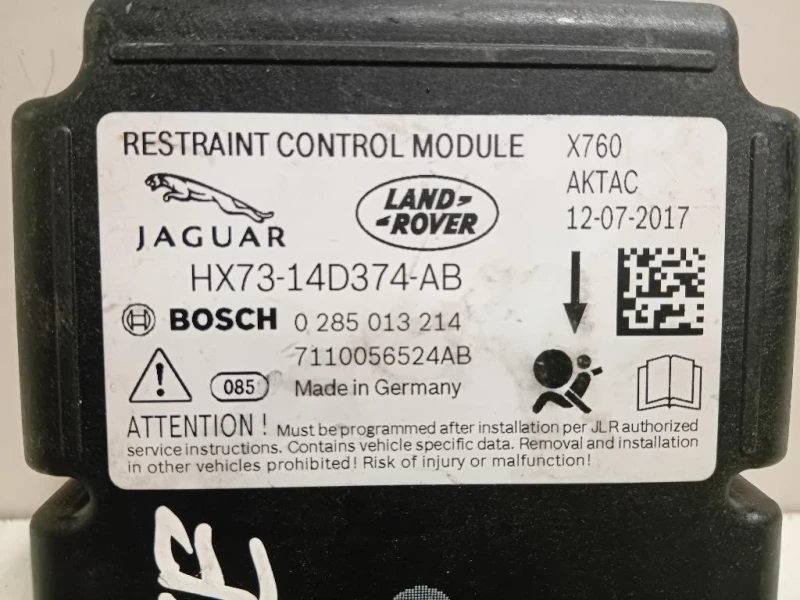 RESTRAINT CONTROL MODULE
X760
AKTAC
12-07-2017
JAGUAR
LAND-
-ROVER
HX73-14D374-AB
BOSCH 0 285 013 214
7110056524AB
085 Made in Germany
ATTENTION ! Must be programmed after installation per JLR authorized
service instructions. Contains vehicle specific data. Removal and installation
in other vehicles prohibited! Risk of injury or malfunction!